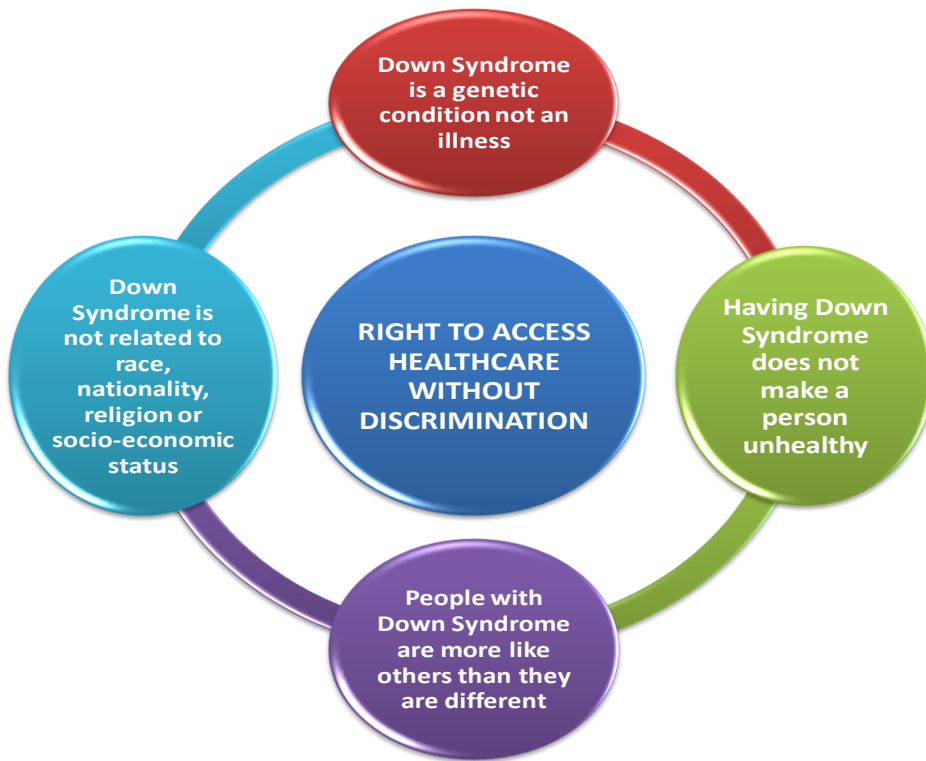 Down Syndrome
is a genetic
condition not an
illness
Having Down
Syndrome
does not
make a
person
unhealthy
People with
Down Syndrome
are more like
others than they
are different
Down
Syndrome is
not related to
race,
nationality,
religion or
socio-economic
status
RIGHT TO ACCESS
HEALTHCARE
WITHOUT
DISCRIMINATION